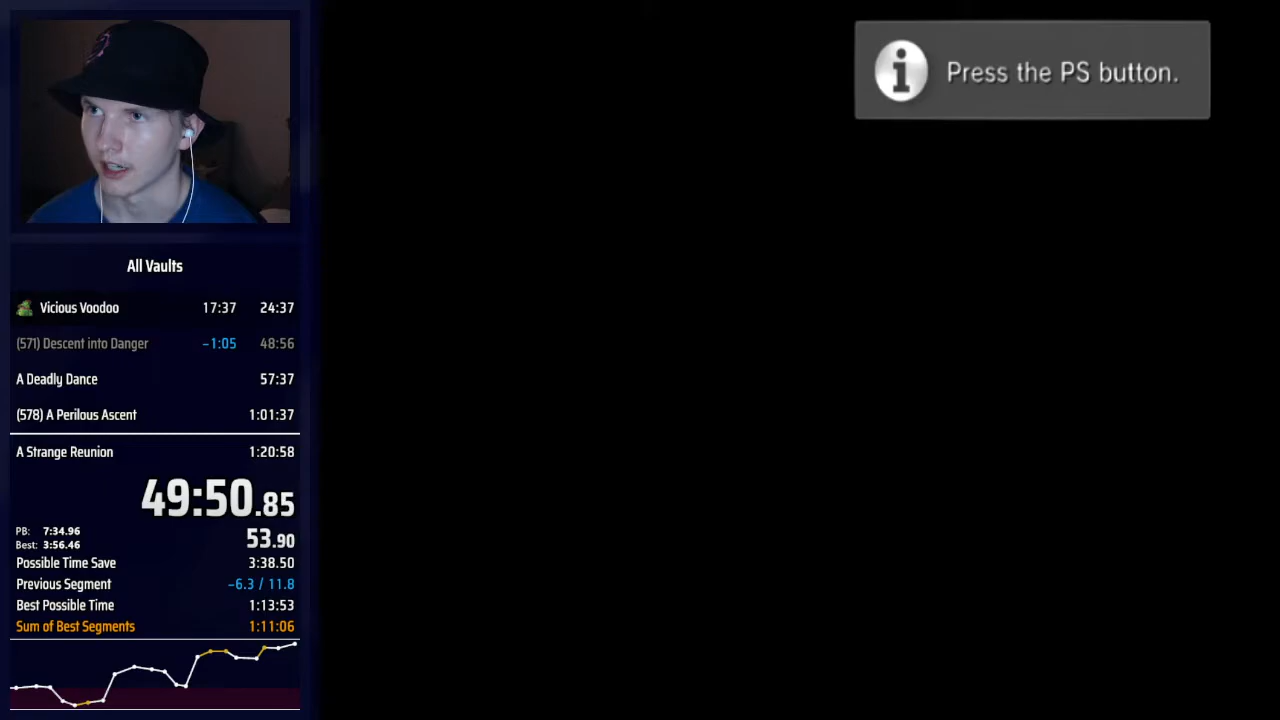 Press the PS button.
All Vaults
Vicious Voodoo 17:37 24:37
(571) Descent into Danger −1:05 48:56
A Deadly Dance 57:37
(578) A Perilous Ascent 1:01:37
A Strange Reunion 1:20:58
49:50.85
PB: 7:34.96
Best: 3:56.46
53.90
Possible Time Save 3:38.50
Previous Segment −6.3 / 11.8
Best Possible Time 1:13:53
Sum of Best Segments 1:11:06